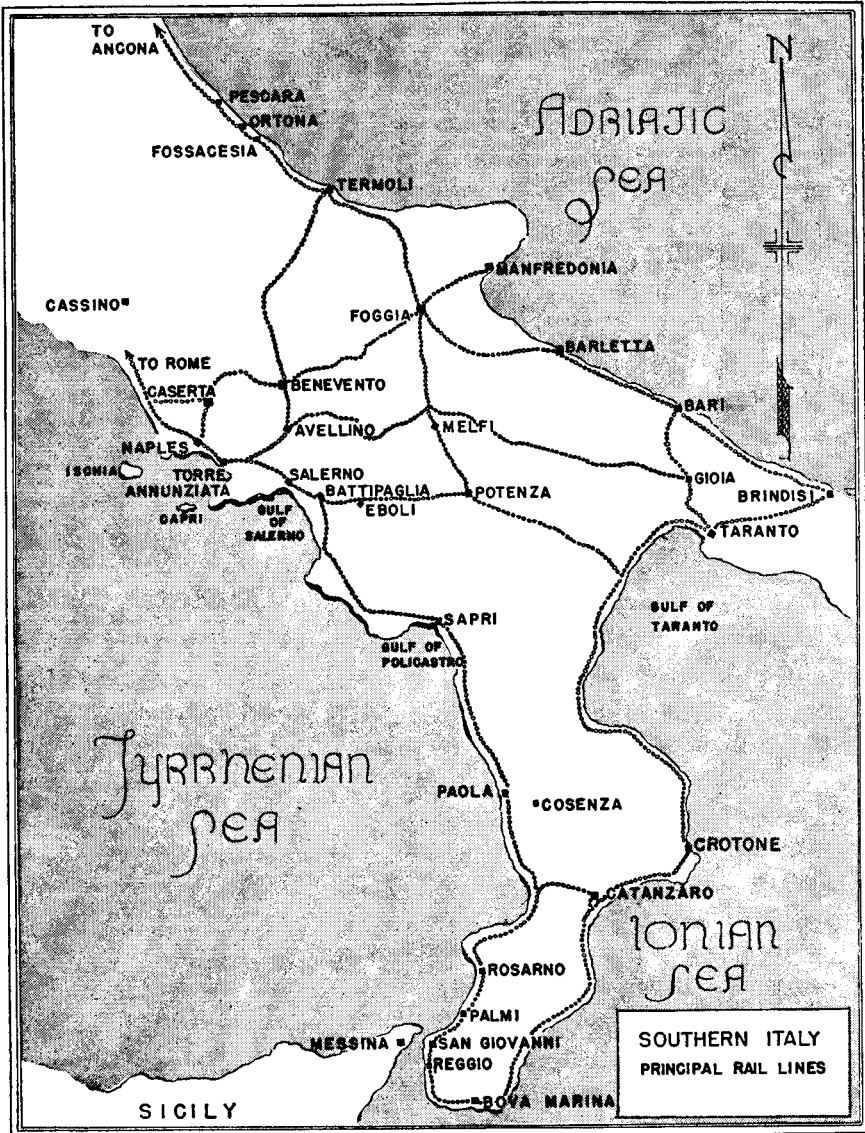 TO
ANCONA
N
PESCARA
ORTONA
FOSSACESIA
ADRIATIC
SEA
TERMOLI
MANFREDONIA
CASSINO
FOGGIA
BARLETTA
TO ROME
CASERTA
BENEVENTO
BARI
AVELLINO
MELFI
NAPLES
ISCHIA
TORRE
ANNUNZIATA
SALERNO
GIOIA
BATTIPAGLIA
POTENZA
BRINDISI
EBOLI
CAPRI
GULF
OF
SALERNO
TARANTO
SAPRI
GULF OF
TARANTO
GULF OF
POLICASTRO
TYRRHENIAN
SEA
PAOLA
COSENZA
CROTONE
CATANZARO
IONIAN
SEA
ROSARNO
PALMI
MESSINA
SAN GIOVANNI
REGGIO
BOVA MARINA
SICILY
SOUTHERN ITALY
PRINCIPAL RAIL LINES